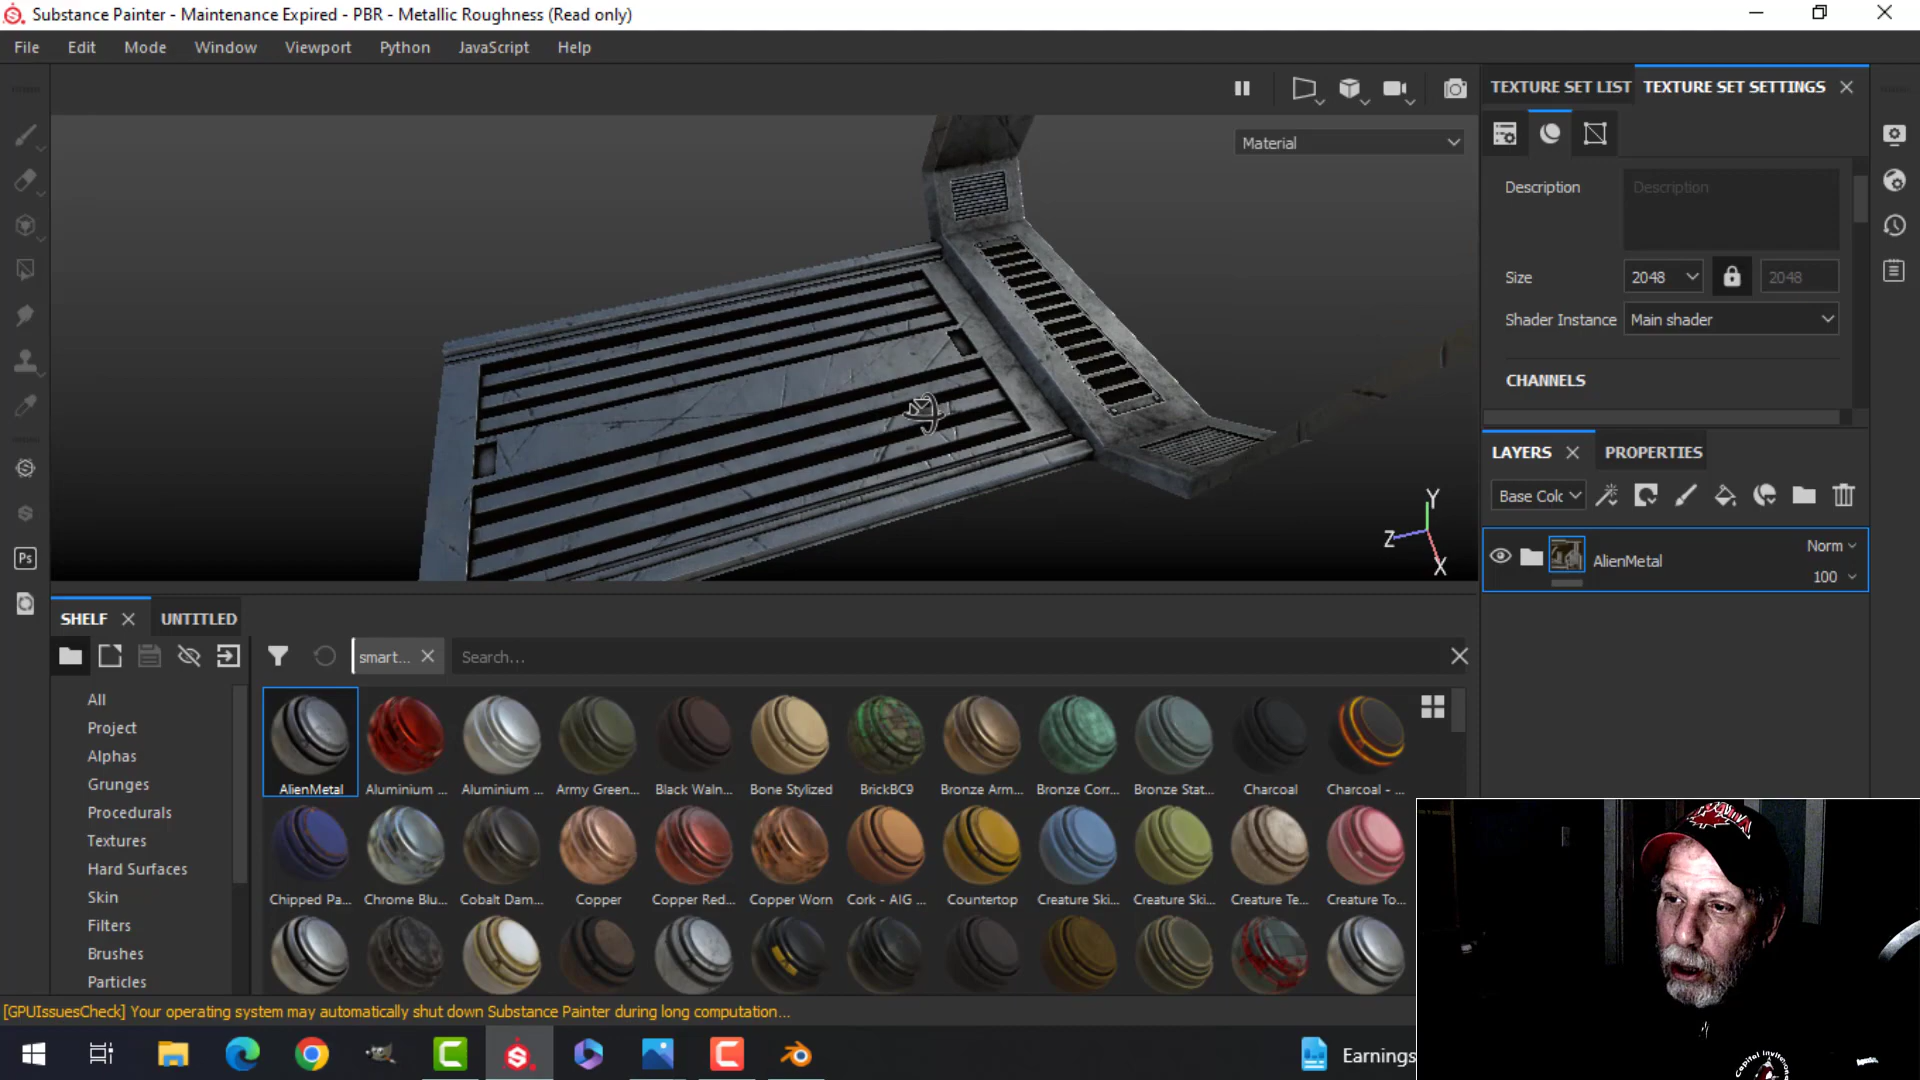 Substance Painter - Maintenance Expired - PBR - Metallic Roughness (Read only)
File Edit Mode Window Viewport Python JavaScript Help
Material
TEXTURE SET LIST TEXTURE SET SETTINGS
Description Description
Size 2048 2048
Shader Instance Main shader
CHANNELS
Y
Z
X
LAYERS PROPERTIES
Base Colc
AlienMetal Norm
100
SHELF UNTITLED
smart... Search...
All
Project
Alphas
Grunges
Procedurals
Textures
Hard Surfaces
Skin
Filters
Brushes
Particles
AlienMetal Aluminium ... Aluminium ... Army Green... Black Waln... Bone Stylized BrickBC9 Bronze Arm... Bronze Corr... Bronze Stat... Charcoal Charcoal - ...
Chipped Pa... Chrome Blu... Cobalt Dam... Copper Copper Red... Copper Worn Cork - AIG ... Countertop Creature Ski... Creature Ski... Creature Te... Creature To...
[GPUIssuesCheck] Your operating system may automatically shut down Substance Painter during long computation...
Ps
Earnings
Capitol Invitational